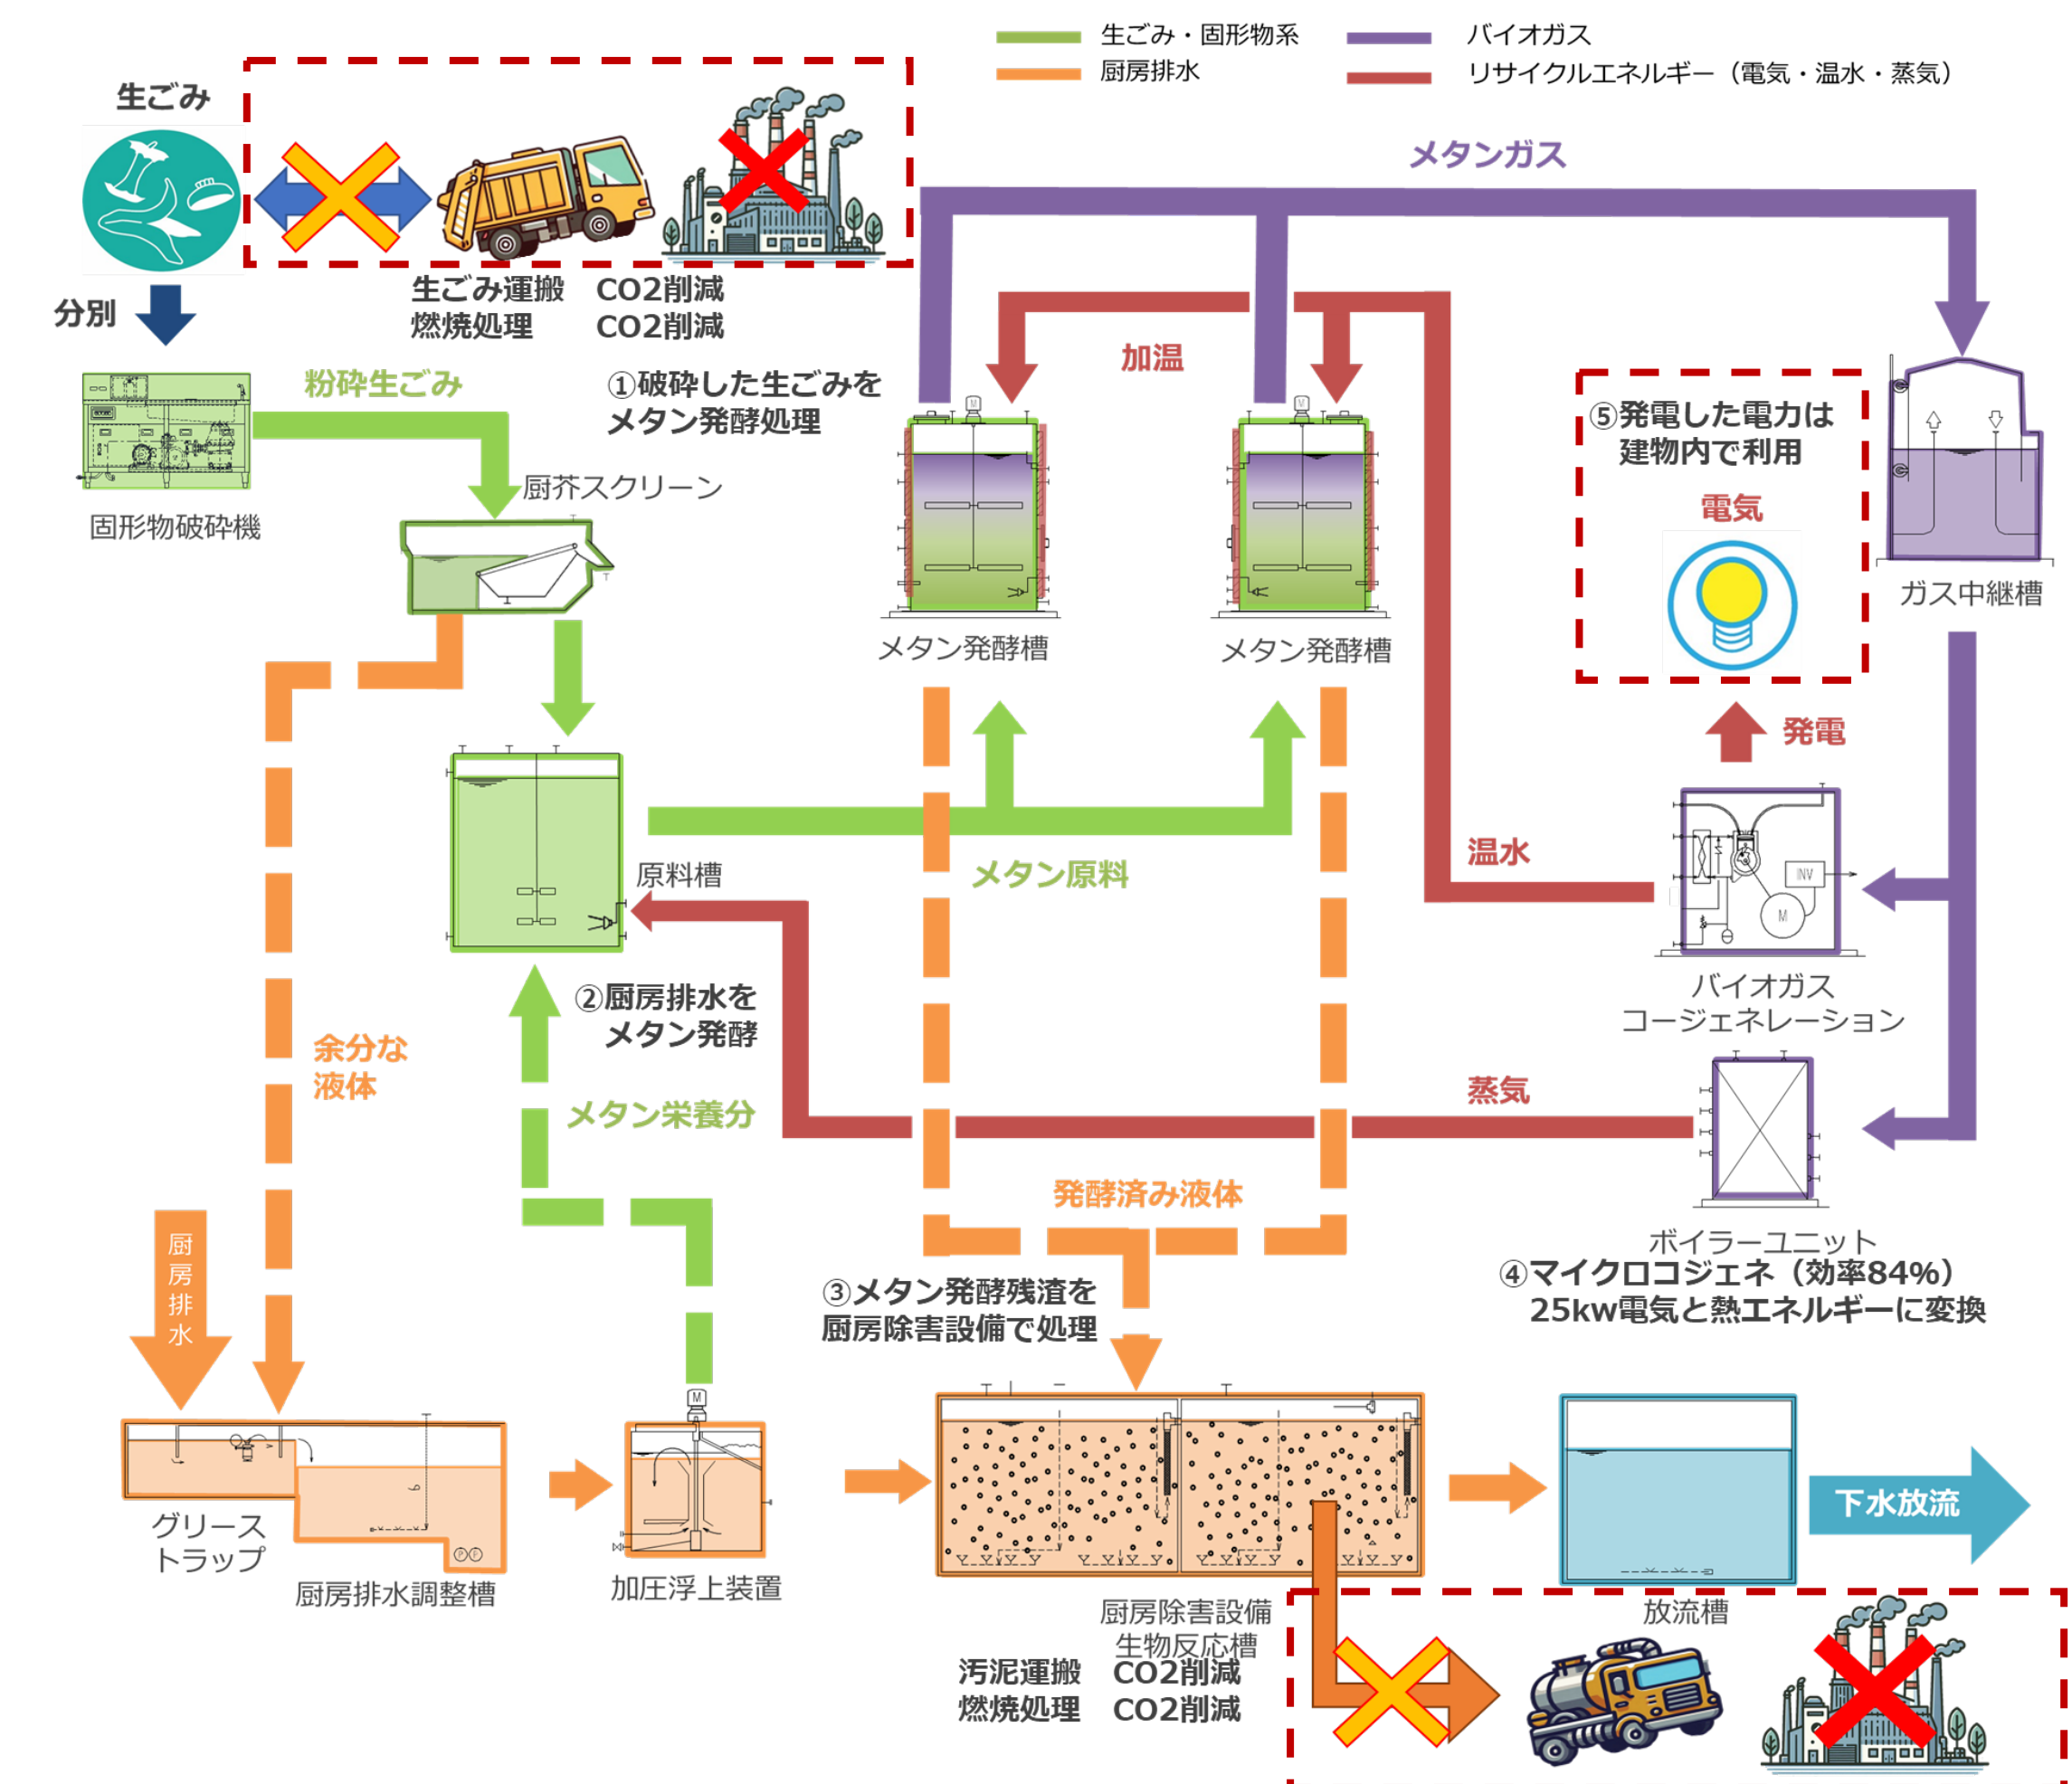 生ごみ・固形物系
バイオガス
厨房排水
リサイクルエネルギー（電気・温水・蒸気）
生ごみ
メタンガス
生ごみ運搬　CO2削減
燃焼処理　　CO2削減
分別
加温
粉砕生ごみ
①破砕した生ごみを
メタン発酵処理
⑤発電した電力は
建物内で利用
電気
M
M
厨芥スクリーン
固形物破砕機
ガス中継槽
メタン発酵槽
メタン発酵槽
発電
温水
原料槽
メタン原料
INV
M
バイオガス
コージェネレーション
②厨房排水を
メタン発酵
余分な
液体
メタン栄養分
蒸気
発酵済み液体
厨房排水
ボイラーユニット
④マイクロコジェネ（効率84%）
25kw電気と熱エネルギーに変換
③メタン発酵残渣を
厨房除害設備で処理
M
下水放流
グリース
トラップ
P P
厨房排水調整槽
加圧浮上装置
厨房除害設備
生物反応槽
放流槽
汚泥運搬　CO2削減
燃焼処理　CO2削減